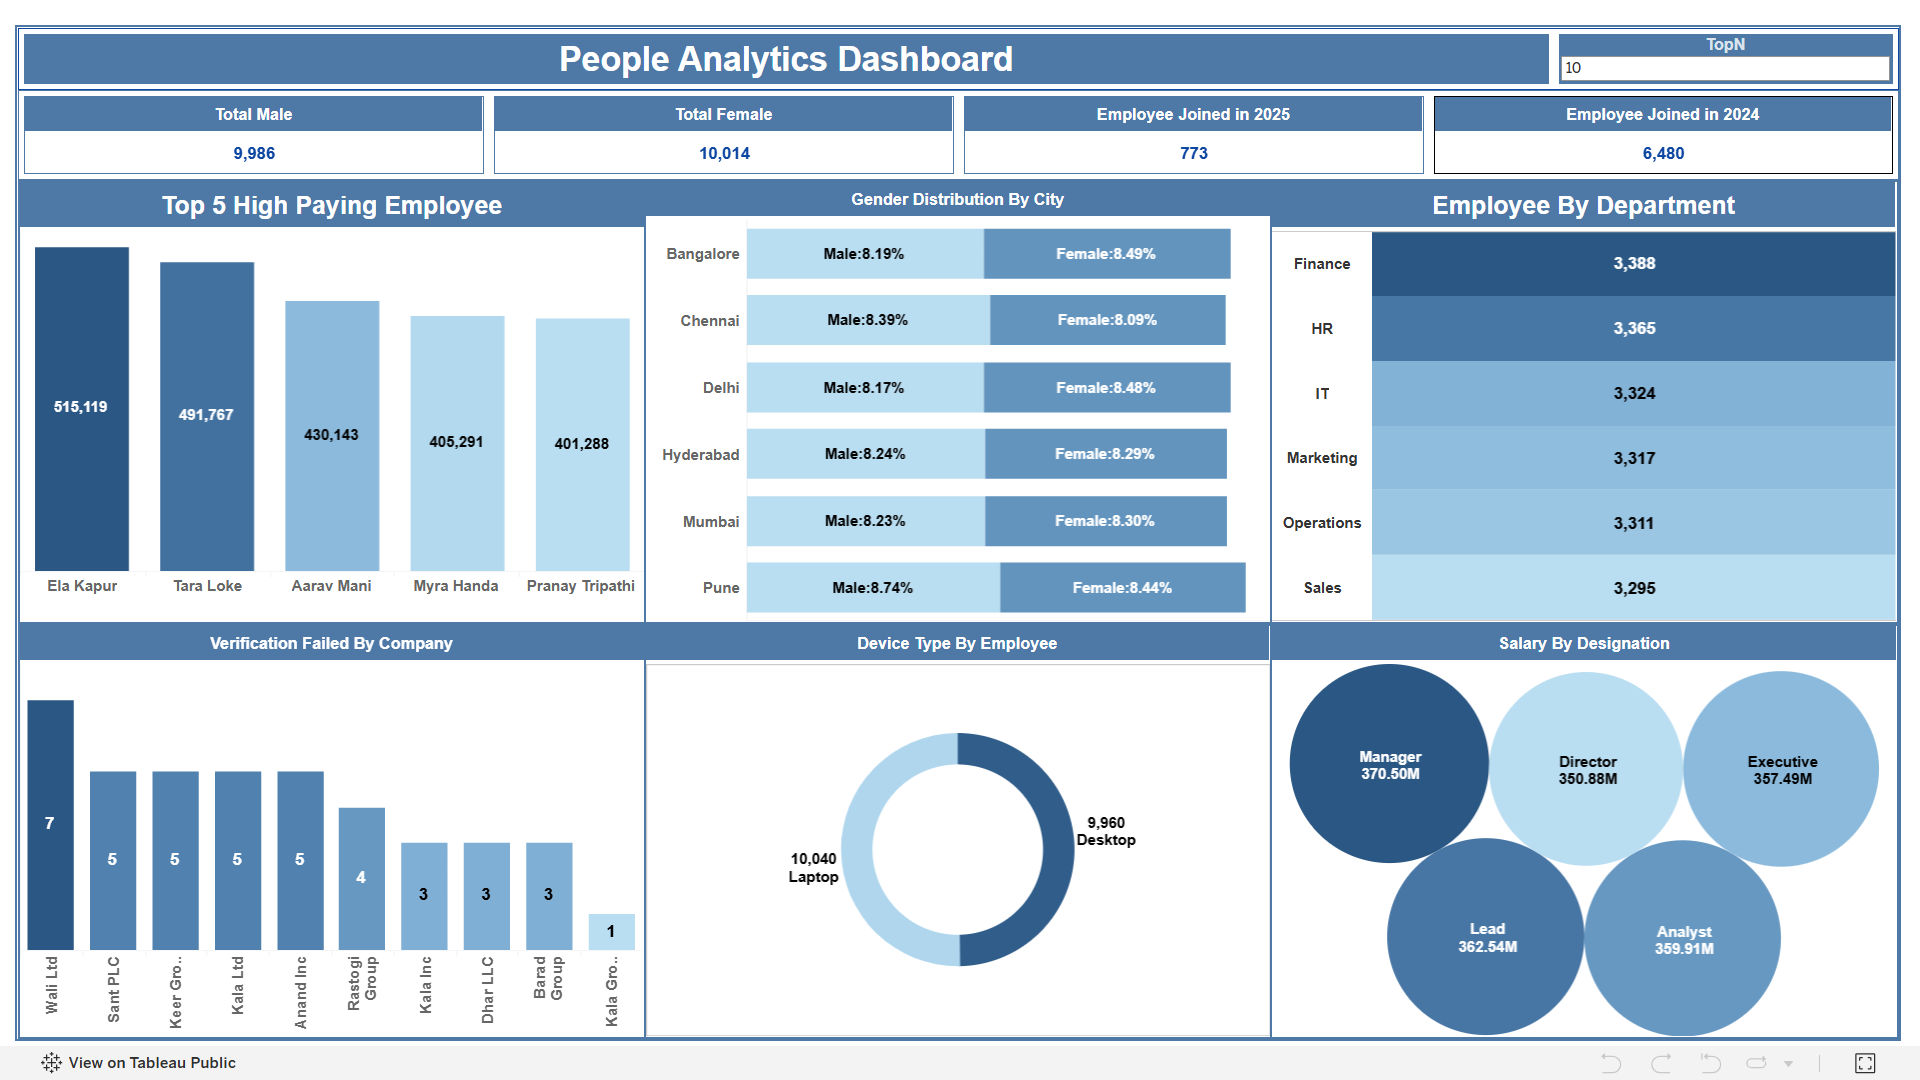 People Analytics Dashboard
TopN
10
Total Male
9,986
Total Female
10,014
Employee Joined in 2025
773
Employee Joined in 2024
6,480
Top 5 High Paying Employee
515,119
491,767
430,143
405,291
401,288
Ela Kapur
Tara Loke
Aarav Mani
Myra Handa
Pranay Tripathi
Gender Distribution By City
Bangalore
Male:8.19%
Female:8.49%
Chennai
Male:8.39%
Female:8.09%
Delhi
Male:8.17%
Female:8.48%
Hyderabad
Male:8.24%
Female:8.29%
Mumbai
Male:8.23%
Female:8.30%
Pune
Male:8.74%
Female:8.44%
Employee By Department
Finance
3,388
HR
3,365
IT
3,324
Marketing
3,317
Operations
3,311
Sales
3,295
Verification Failed By Company
7
5
5
5
5
4
3
3
3
1
Wali Ltd
Sant PLC
Keer Gro..
Kala Ltd
Anand Inc
Rastogi
Group
Kala Inc
Dhar LLC
Barad
Group
Kala Gro..
Device Type By Employee
9,960
Desktop
10,040
Laptop
Salary By Designation
Manager
370.50M
Director
350.88M
Executive
357.49M
Lead
362.54M
Analyst
359.91M
View on Tableau Public